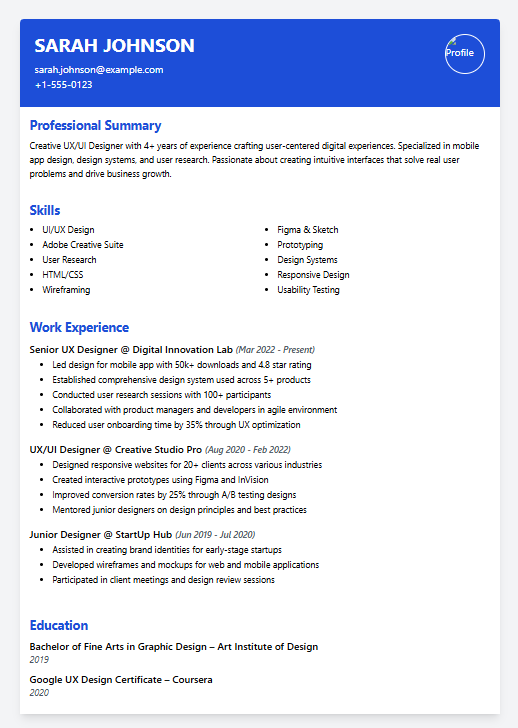 SARAH JOHNSON
sarah.johnson@example.com
+1-555-0123
Profile
Professional Summary
Creative UX/UI Designer with 4+ years of experience crafting user-centered digital experiences. Specialized in mobile
app design, design systems, and user research. Passionate about creating intuitive interfaces that solve real user
problems and drive business growth.
Skills
• UI/UX Design
• Adobe Creative Suite
• User Research
• HTML/CSS
• Wireframing
• Figma & Sketch
• Prototyping
• Design Systems
• Responsive Design
• Usability Testing
Work Experience
Senior UX Designer @ Digital Innovation Lab (Mar 2022 - Present)
• Led design for mobile app with 50k+ downloads and 4.8 star rating
• Established comprehensive design system used across 5+ products
• Conducted user research sessions with 100+ participants
• Collaborated with product managers and developers in agile environment
• Reduced user onboarding time by 35% through UX optimization
UX/UI Designer @ Creative Studio Pro (Aug 2020 - Feb 2022)
• Designed responsive websites for 20+ clients across various industries
• Created interactive prototypes using Figma and InVision
• Improved conversion rates by 25% through A/B testing designs
• Mentored junior designers on design principles and best practices
Junior Designer @ StartUp Hub (Jun 2019 - Jul 2020)
• Assisted in creating brand identities for early-stage startups
• Developed wireframes and mockups for web and mobile applications
• Participated in client meetings and design review sessions
Education
Bachelor of Fine Arts in Graphic Design – Art Institute of Design
2019
Google UX Design Certificate – Coursera
2020